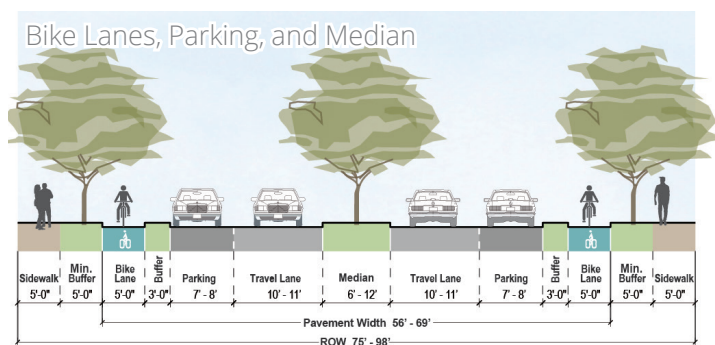 Bike Lanes, Parking, and Median
Sidewalk
5'-0"
Min.
Buffer
5'-0"
Bike
Lane
5'-0"
Buffer
3'-0"
Parking
7' - 8'
Travel Lane
10' - 11'
Median
6' - 12'
Travel Lane
10' - 11'
Parking
7' - 8'
Buffer
3'-0"
Bike
Lane
5'-0"
Min.
Buffer
5'-0"
Sidewalk
5'-0"
Pavement Width 56' - 69'
ROW 75' - 98'